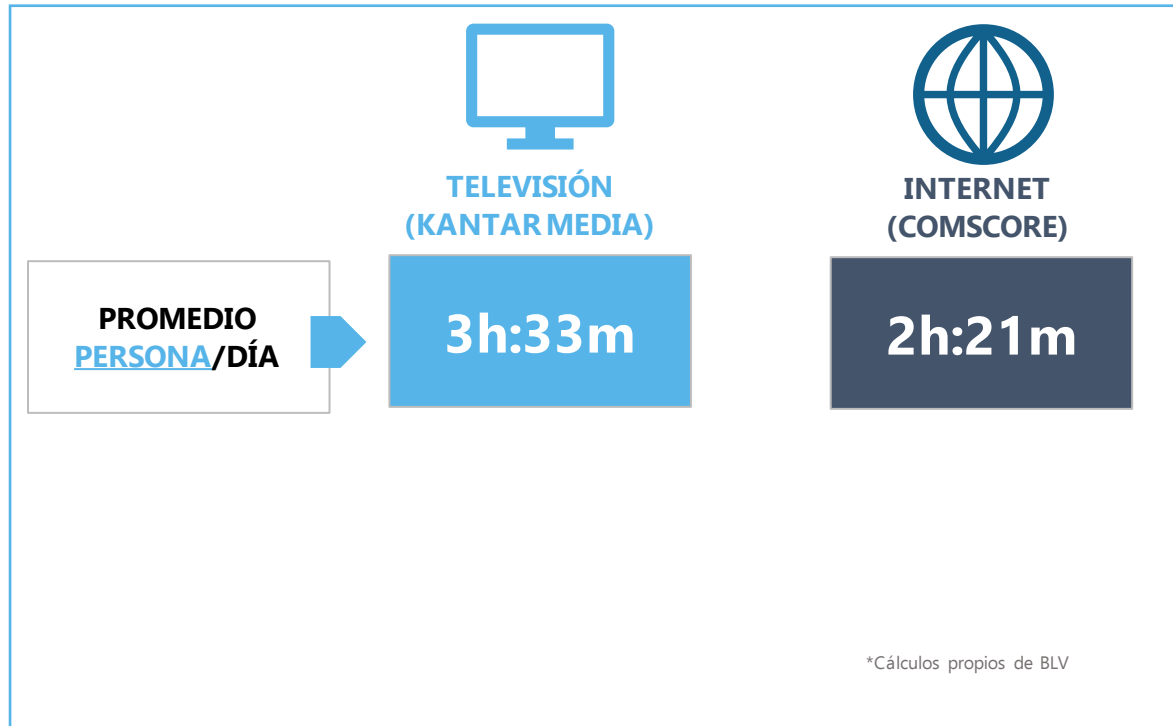 TELEVISIÓN
(KANTAR MEDIA)
INTERNET
(COMSCORE)
PROMEDIO
PERSONA/DÍA
3h:33m
2h:21m
*Cálculos propios de BLV